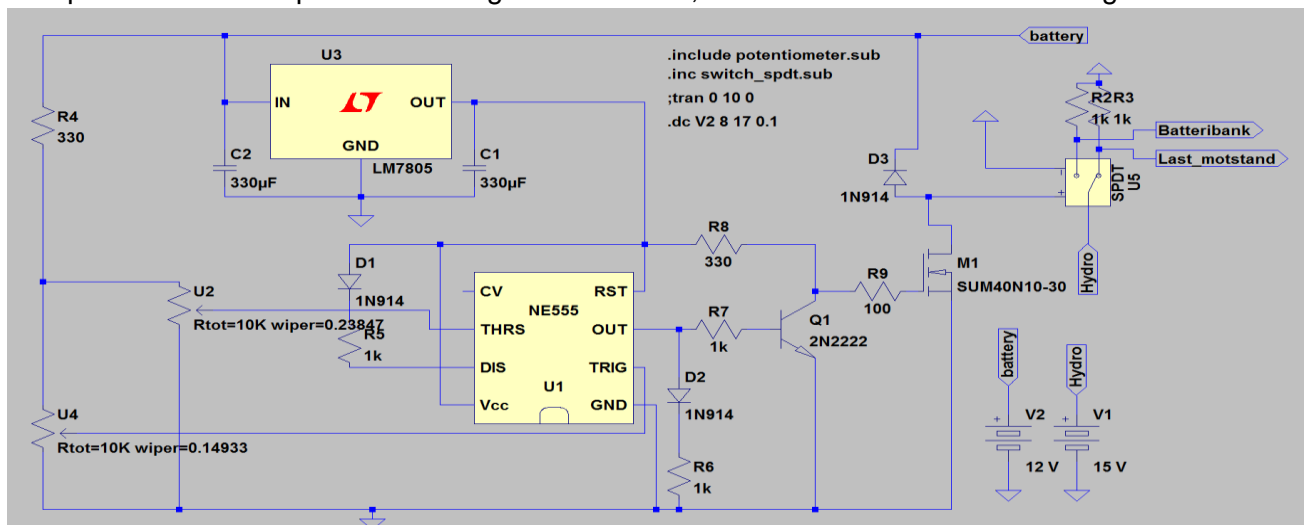 battery
.include potentiometer.sub
.inc switch_spdt.sub
;tran 0 10 0
.dc V2 8 17 0.1
U3
IN
OUT
GND
LM7805
R4
330
C2
330µF
C1
330µF
R2R3
1k 1k
Batteribank
Last_motstand
D3
1N914
-
+
SPDT
U5
Hydro
D1
1N914
R8
330
U2
Rtot=10K wiper=0.23847
R5
1k
CV
RST
NE555
THRS
OUT
DIS
TRIG
U1
Vcc
GND
R7
1k
Q1
2N2222
R9
100
M1
SUM40N10-30
D2
1N914
R6
1k
U4
Rtot=10K wiper=0.14933
battery
Hydro
+
V2
12 V
+
V1
15 V